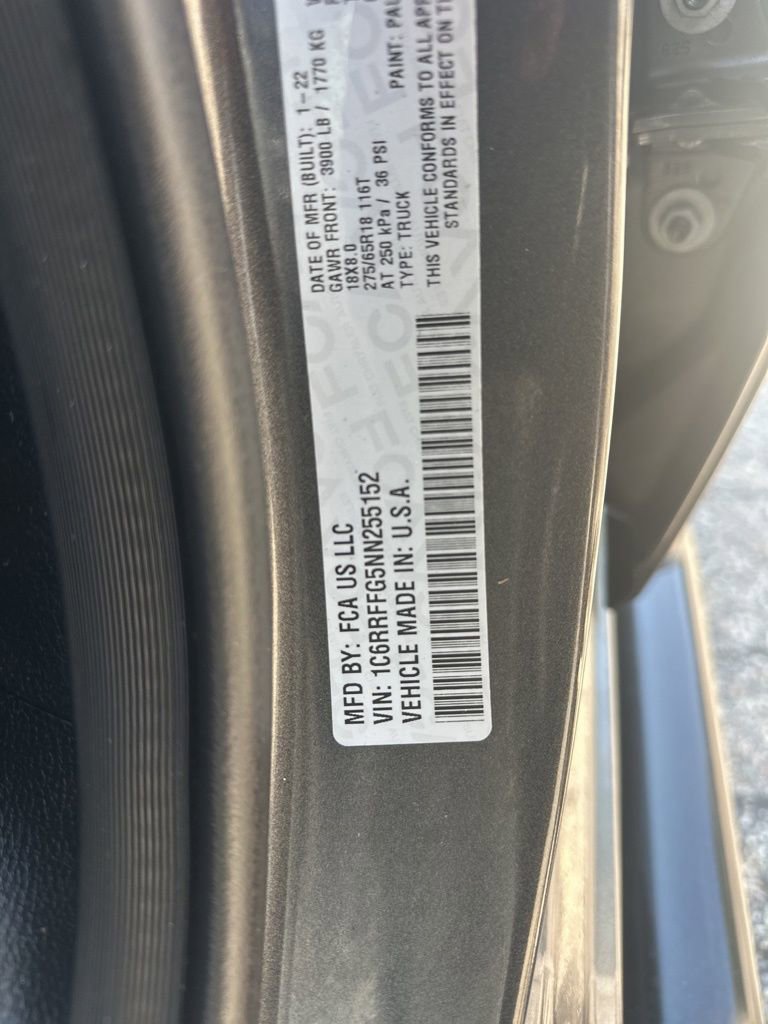 MFD BY: FCA US LLC
VIN: 1C6RRFFG5NN255152
VEHICLE MADE IN: U.S.A.
DATE OF MFR (BUILT): 1-22
GAWR FRONT: 3900 LB / 1770 KG
18X8.0
275/65R18 116T
AT 250 kPa / 36 PSI
TYPE: TRUCK
PAINT:
THIS VEHICLE CONFORMS TO ALL
STANDARDS IN EFFECT ON